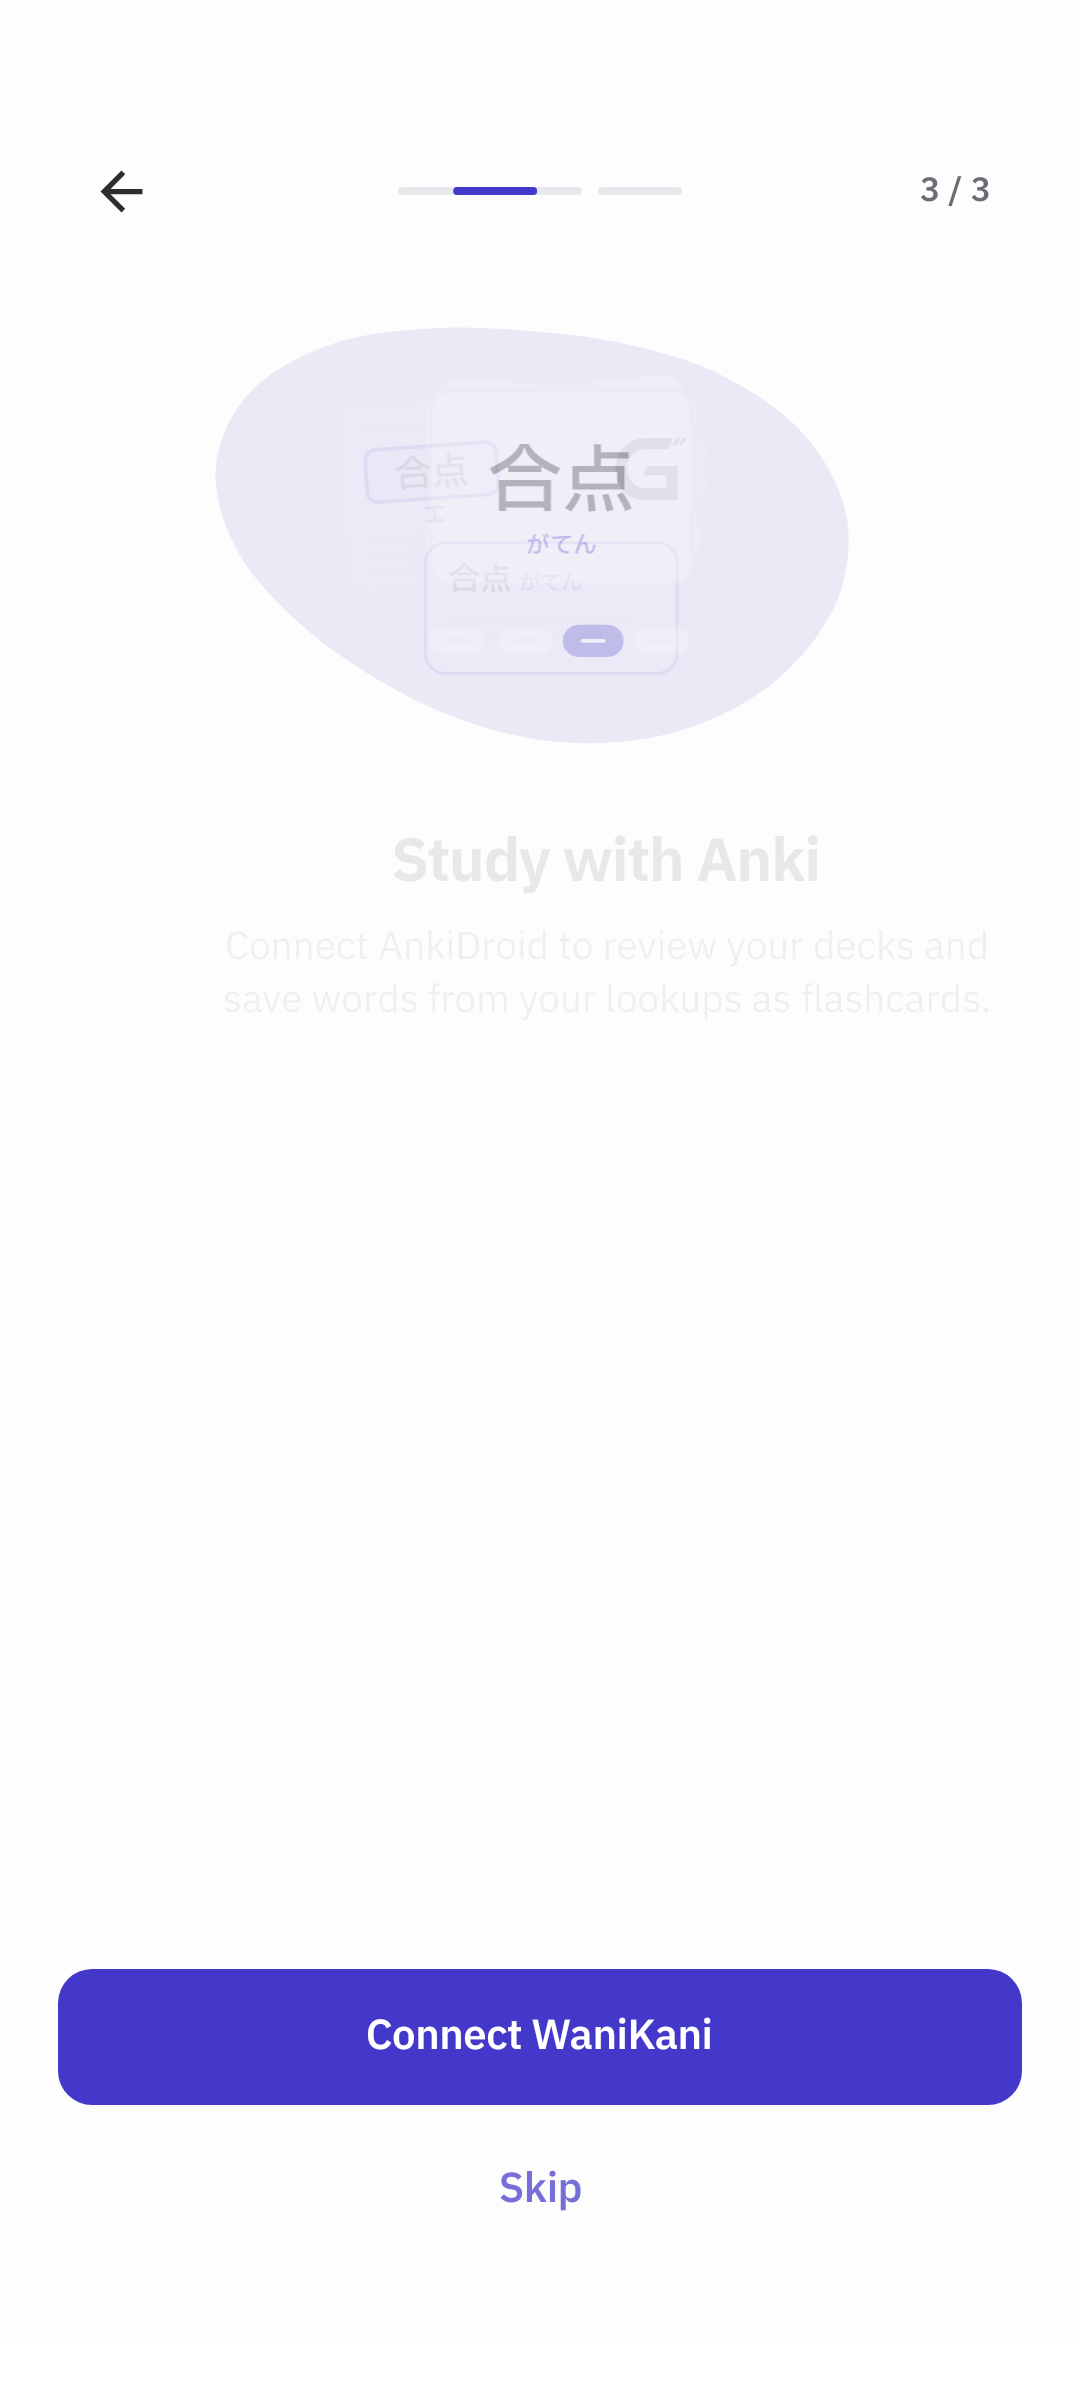 3 / 3
合点
合点
がてん
合点 がてん
Study with Anki
Connect AnkiDroid to review your decks and
save words from your lookups as flashcards.
Connect WaniKani
Skip